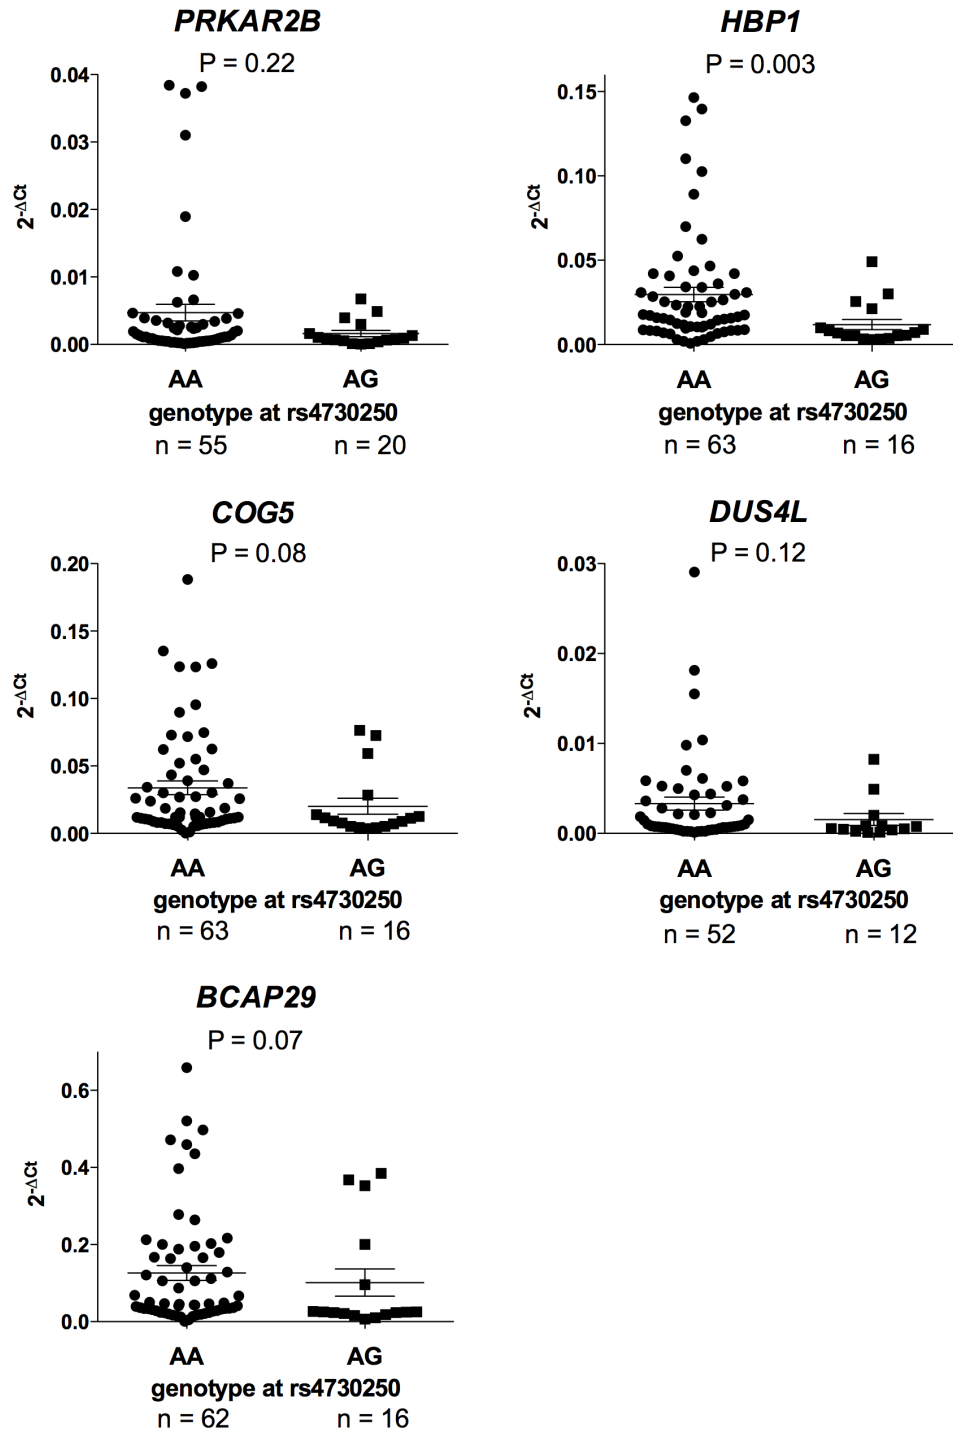 PRKAR2B
P = 0.22
0.04
0.03
0.02
0.01
0.00
2-ΔCt
AA AG
genotype at rs4730250
n = 55 n = 20
HBP1
P = 0.003
0.15
0.10
0.05
0.00
2-ΔCt
AA AG
genotype at rs4730250
n = 63 n = 16
COG5
P = 0.08
0.20
0.15
0.10
0.05
0.00
2-ΔCt
AA AG
genotype at rs4730250
n = 63 n = 16
DUS4L
P = 0.12
0.03
0.02
0.01
0.00
2-ΔCt
AA AG
genotype at rs4730250
n = 52 n = 12
BCAP29
P = 0.07
0.6
0.4
0.2
0.0
2-ΔCt
AA AG
genotype at rs4730250
n = 62 n = 16